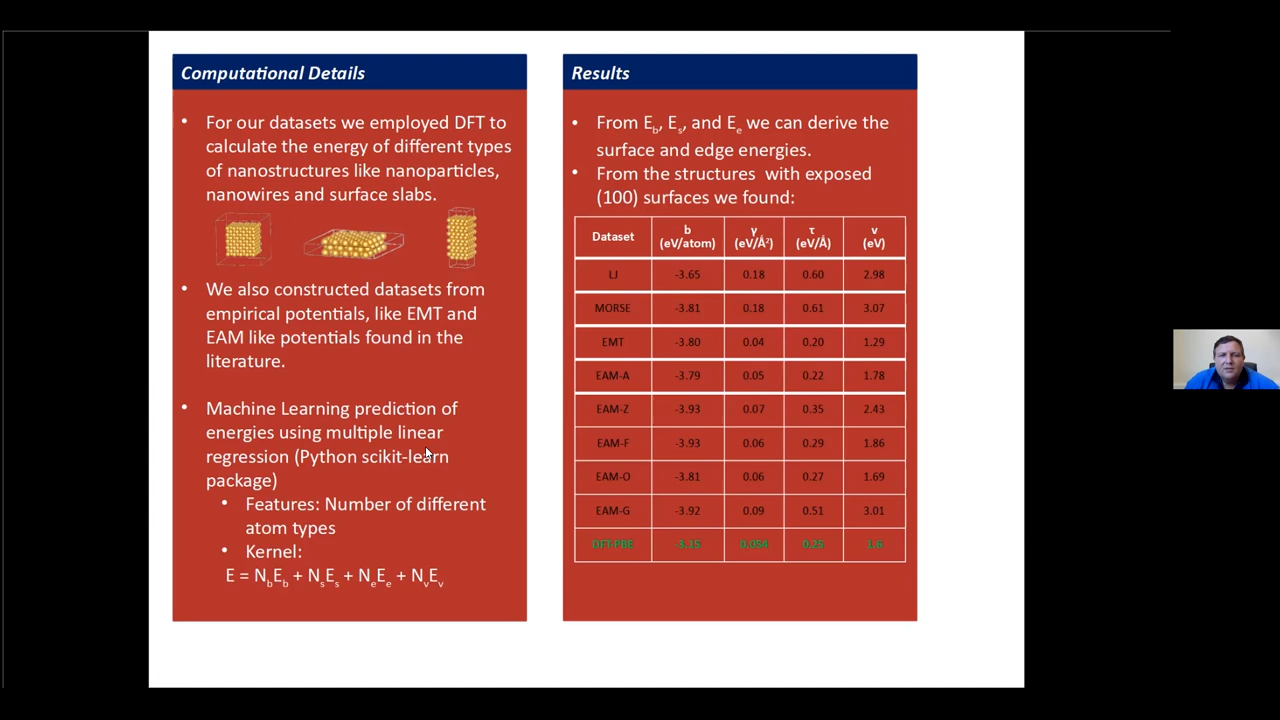 Computational Details
• For our datasets we employed DFT to
calculate the energy of different types
of nanostructures like nanoparticles,
nanowires and surface slabs.
• We also constructed datasets from
empirical potentials, like EMT and
EAM like potentials found in the
literature.
• Machine Learning prediction of
energies using multiple linear
regression (Python scikit-learn
package)
• Features: Number of different
atom types
• Kernel:
E = NbEb + NsEs + NeEe + NvEv
Results
• From Eb, Es, and Ee we can derive the
surface and edge energies.
• From the structures with exposed
(100) surfaces we found:
Dataset b (eV/atom) γ (eV/Å²) τ (eV/Å) v (eV)
LJ -3.65 0.18 0.60 2.98
MORSE -3.81 0.18 0.61 3.07
EMT -3.80 0.04 0.20 1.29
EAM-A -3.79 0.05 0.22 1.78
EAM-Z -3.93 0.07 0.35 2.43
EAM-F -3.93 0.06 0.29 1.86
EAM-O -3.81 0.06 0.27 1.69
EAM-G -3.92 0.09 0.51 3.01
DFT-PBE -3.15 0.054 0.25 1.6